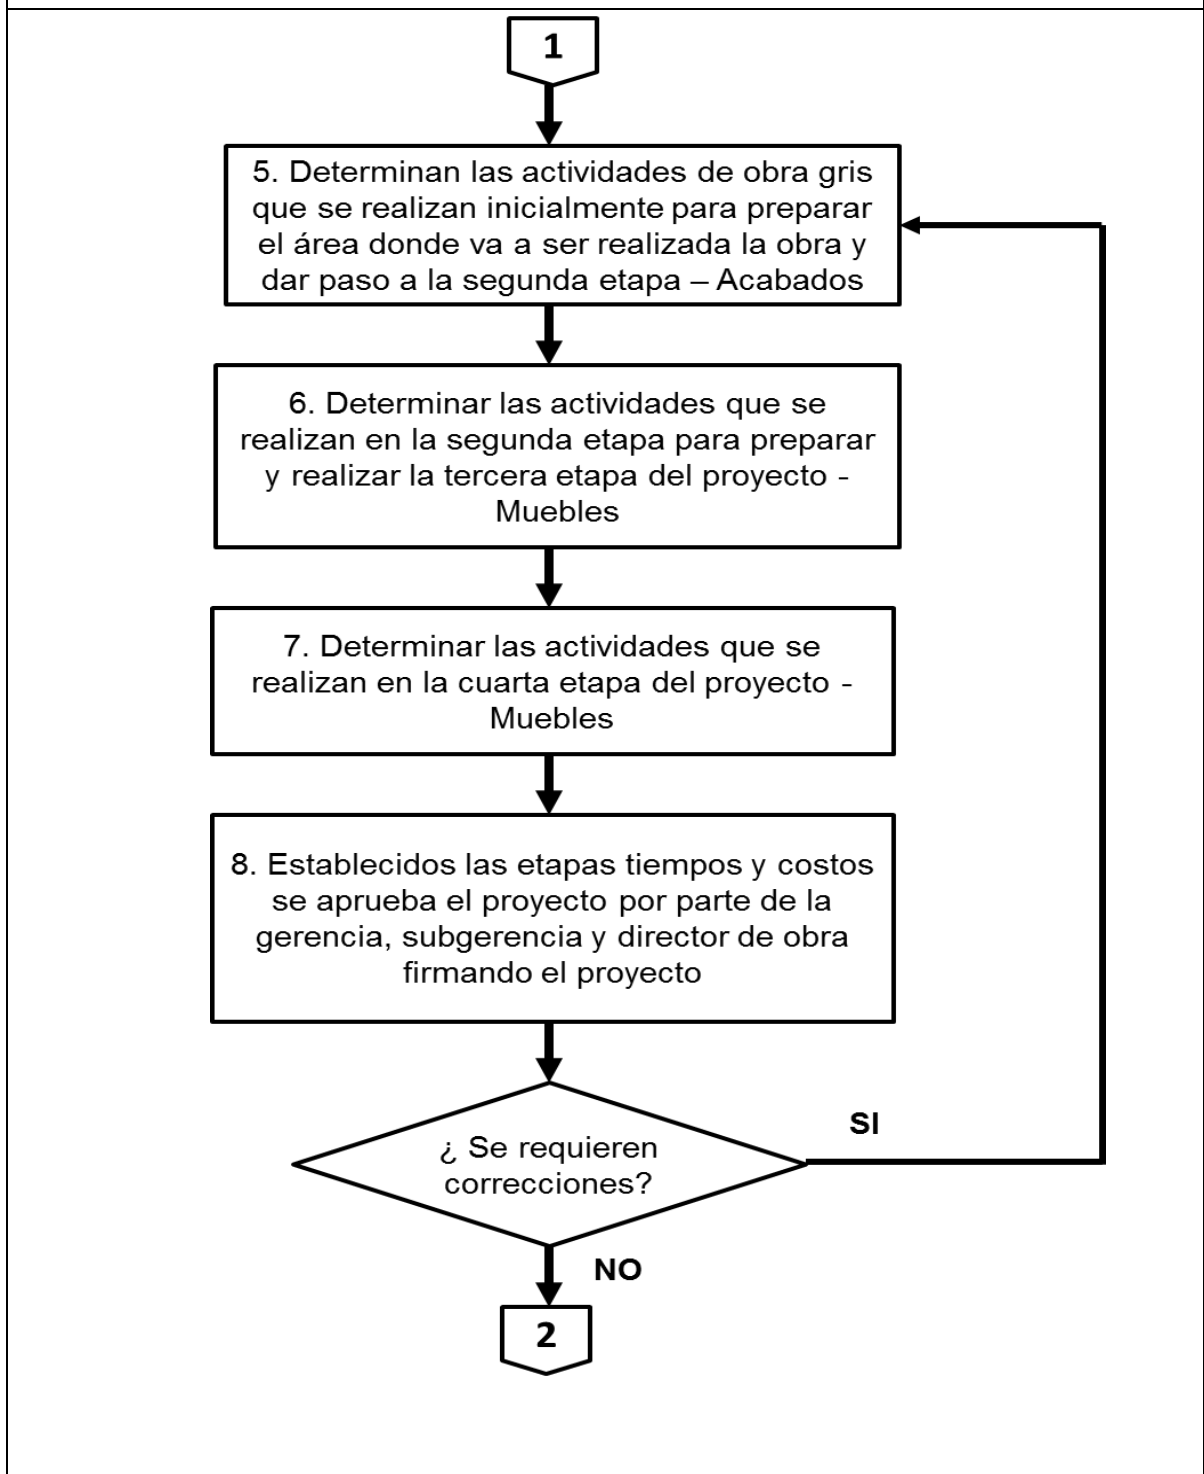 1
5. Determinan las actividades de obra gris
que se realizan inicialmente para preparar
el área donde va a ser realizada la obra y
dar paso a la segunda etapa – Acabados
6. Determinar las actividades que se
realizan en la segunda etapa para preparar
y realizar la tercera etapa del proyecto -
Muebles
7. Determinar las actividades que se
realizan en la cuarta etapa del proyecto -
Muebles
8. Establecidos las etapas tiempos y costos
se aprueba el proyecto por parte de la
gerencia, subgerencia y director de obra
firmando el proyecto
¿ Se requieren
correcciones?
SI
NO
2